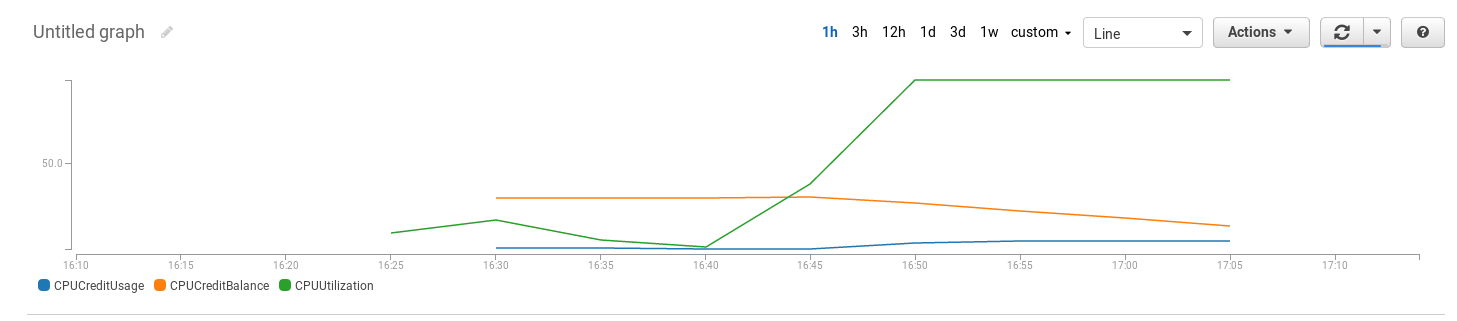 Untitled graph 1h 3h 12h 1d 3d 1w custom Line Actions
50.0
16:10 16:15 16:20 16:25 16:30 16:35 16:40 16:45 16:50 16:55 17:00 17:05 17:10
CPUCreditUsage CPUCreditBalance CPUUtilization